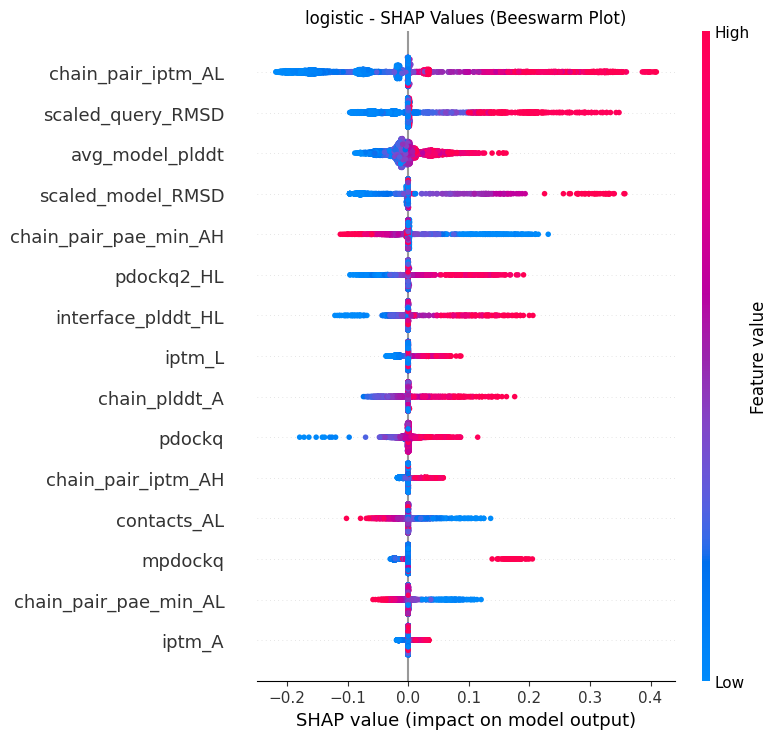 logistic - SHAP Values (Beeswarm Plot)
High
chain_pair_iptm_AL
scaled_query_RMSD
avg_model_plddt
scaled_model_RMSD
chain_pair_pae_min_AH
pdockq2_HL
interface_plddt_HL
iptm_L
chain_plddt_A
pdockq
chain_pair_iptm_AH
contacts_AL
mpdockq
chain_pair_pae_min_AL
iptm_A
Feature value
Low
−0.2 −0.1 0.0 0.1 0.2 0.3 0.4
SHAP value (impact on model output)